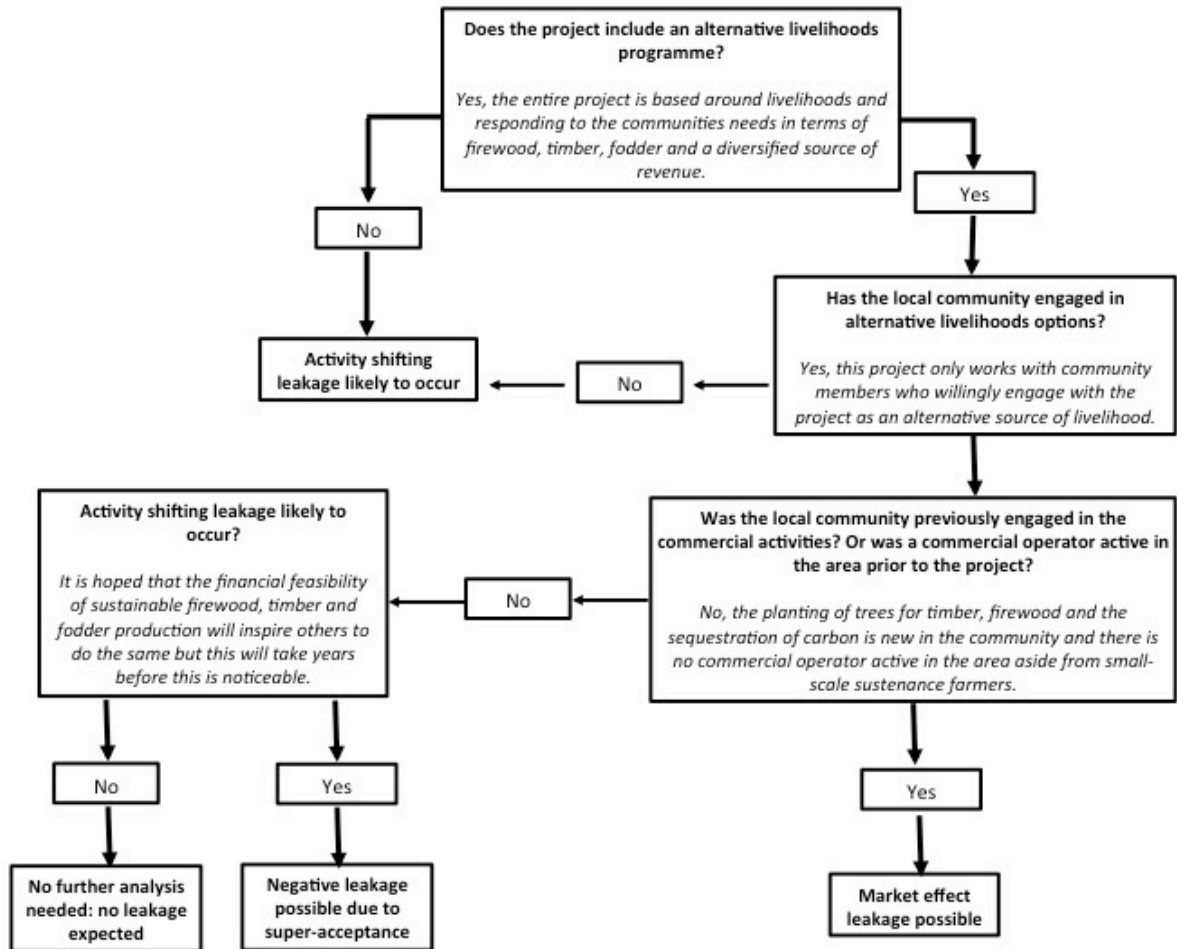 Does the project include an alternative livelihoods
programme?
Yes, the entire project is based around livelihoods and
responding to the communities needs in terms of
firewood, timber, fodder and a diversified source of
revenue.
No
Yes
Has the local community engaged in
alternative livelihoods options?
Yes, this project only works with community
members who willingly engage with the
project as an alternative source of livelihood.
No
Activity shifting
leakage likely to occur
Activity shifting leakage likely to
occur?
It is hoped that the financial feasibility
of sustainable firewood, timber and
fodder production will inspire others to
do the same but this will take years
before this is noticeable.
No
Was the local community previously engaged in the
commercial activities? Or was a commercial operator active in
the area prior to the project?
No, the planting of trees for timber, firewood and the
sequestration of carbon is new in the community and there is
no commercial operator active in the area aside from small-
scale sustenance farmers.
No
Yes
Yes
No further analysis
needed: no leakage
expected
Negative leakage
possible due to
super-acceptance
Market effect
leakage possible